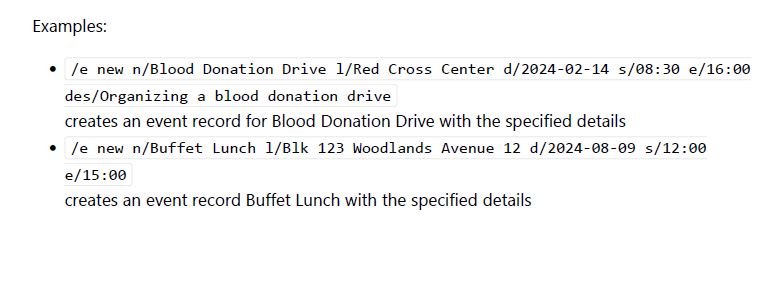 Examples:
• /e new n/Blood Donation Drive l/Red Cross Center d/2024-02-14 s/08:30 e/16:00
des/Organizing a blood donation drive
creates an event record for Blood Donation Drive with the specified details
• /e new n/Buffet Lunch l/Blk 123 Woodlands Avenue 12 d/2024-08-09 s/12:00
e/15:00
creates an event record Buffet Lunch with the specified details